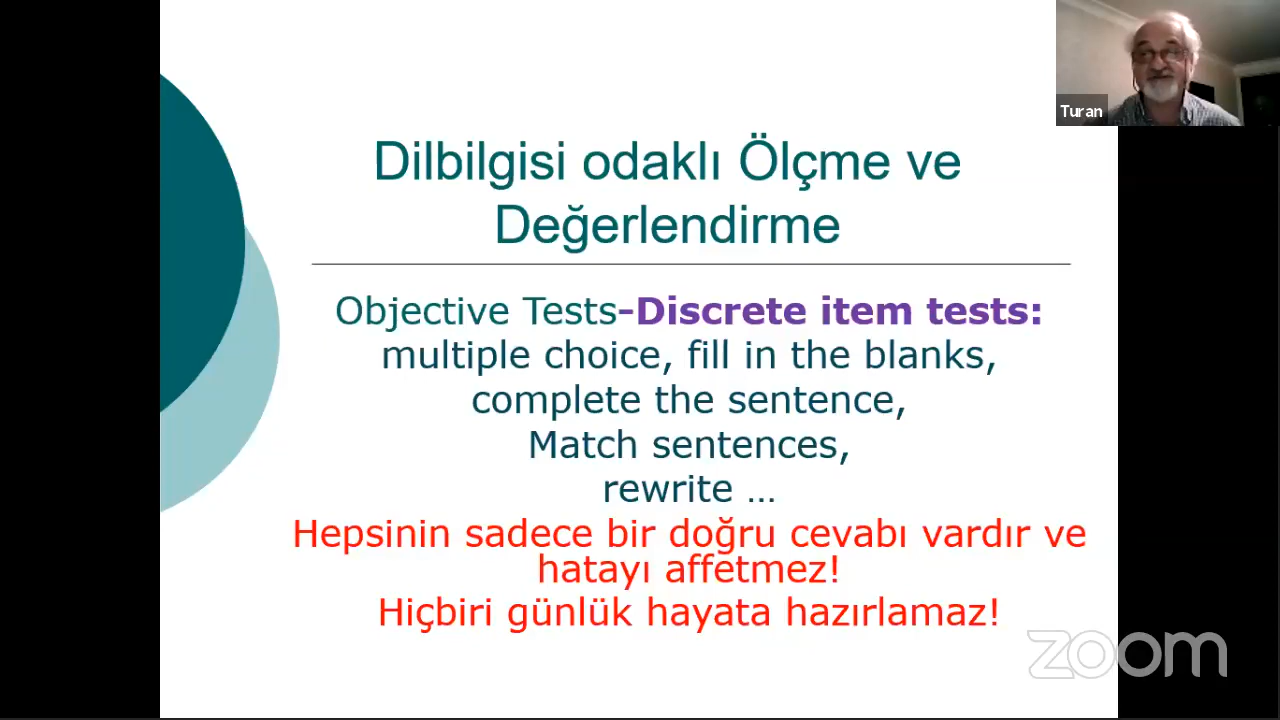 Turan
Dilbilgisi odaklı Ölçme ve
Değerlendirme
Objective Tests-Discrete item tests:
multiple choice, fill in the blanks,
complete the sentence,
Match sentences,
rewrite …
Hepsinin sadece bir doğru cevabı vardır ve
hatayı affetmez!
Hiçbiri günlük hayata hazırlamaz!
zoom